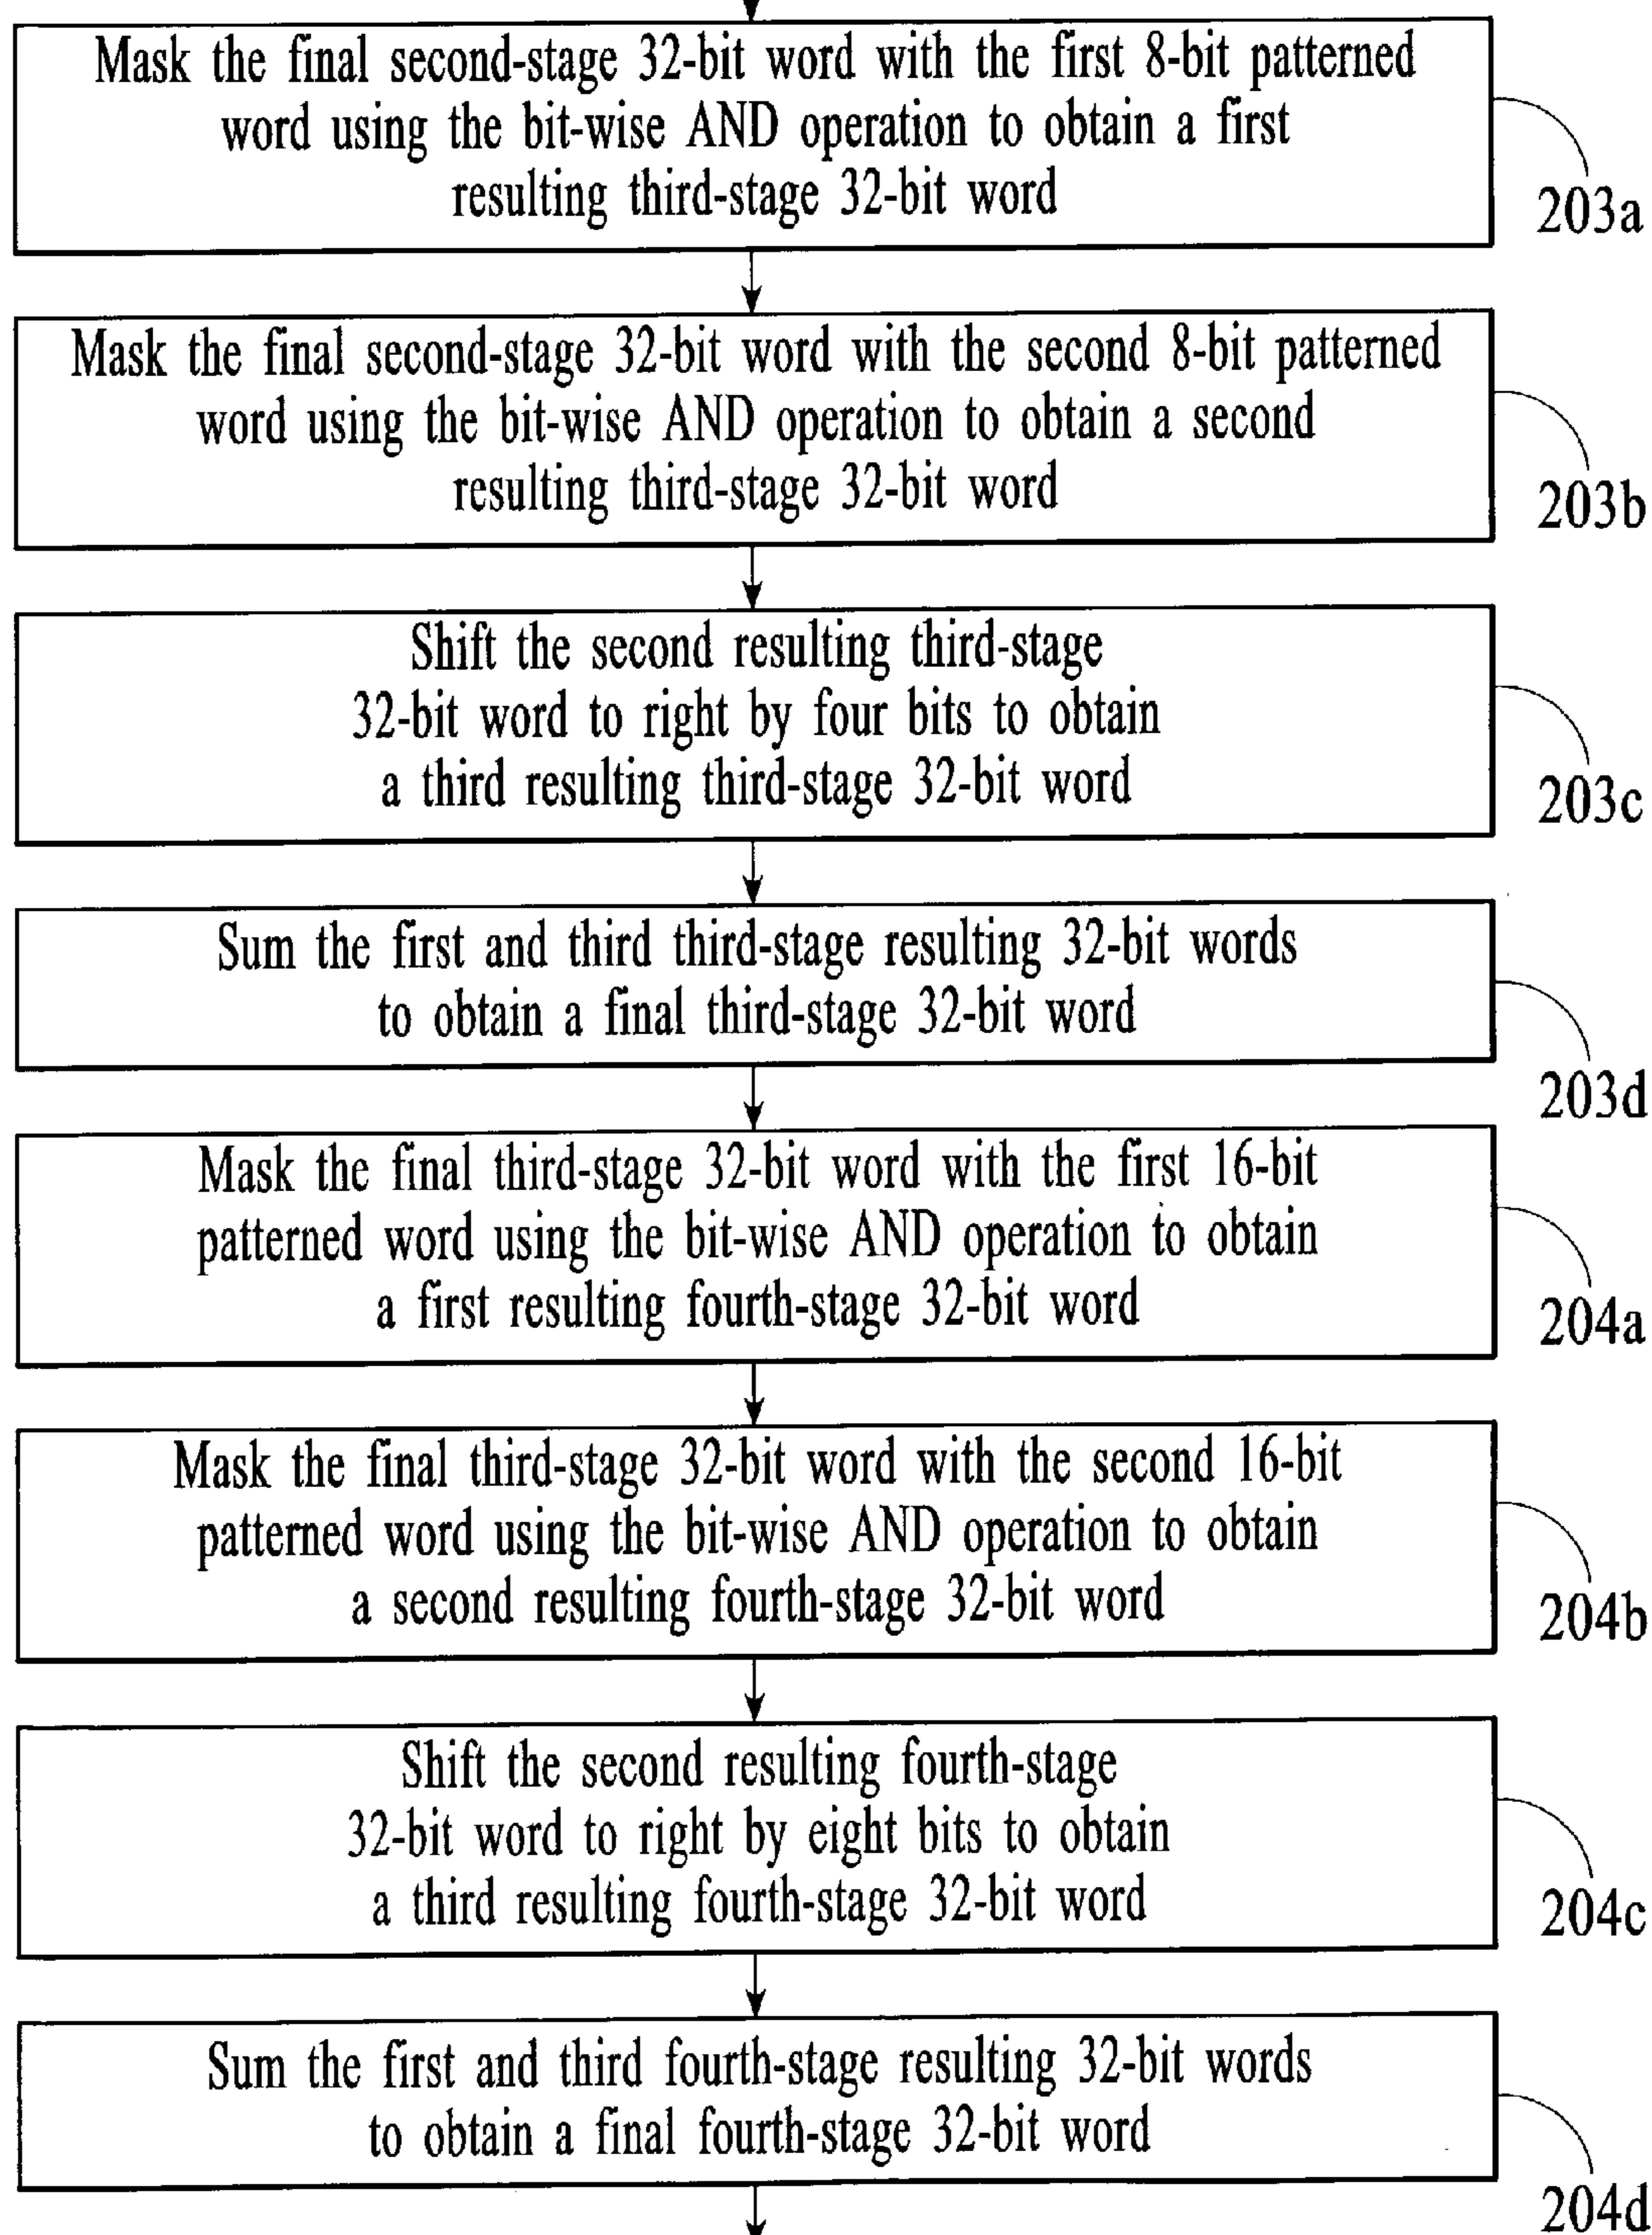 Mask the final second-stage 32-bit word with the first 8-bit patterned
word using the bit-wise AND operation to obtain a first
resulting third-stage 32-bit word
203a
Mask the final second-stage 32-bit word with the second 8-bit patterned
word using the bit-wise AND operation to obtain a second
resulting third-stage 32-bit word
203b
Shift the second resulting third-stage
32-bit word to right by four bits to obtain
a third resulting third-stage 32-bit word
203c
Sum the first and third third-stage resulting 32-bit words
to obtain a final third-stage 32-bit word
203d
Mask the final third-stage 32-bit word with the first 16-bit
patterned word using the bit-wise AND operation to obtain
a first resulting fourth-stage 32-bit word
204a
Mask the final third-stage 32-bit word with the second 16-bit
patterned word using the bit-wise AND operation to obtain
a second resulting fourth-stage 32-bit word
204b
Shift the second resulting fourth-stage
32-bit word to right by eight bits to obtain
a third resulting fourth-stage 32-bit word
204c
Sum the first and third fourth-stage resulting 32-bit words
to obtain a final fourth-stage 32-bit word
204d